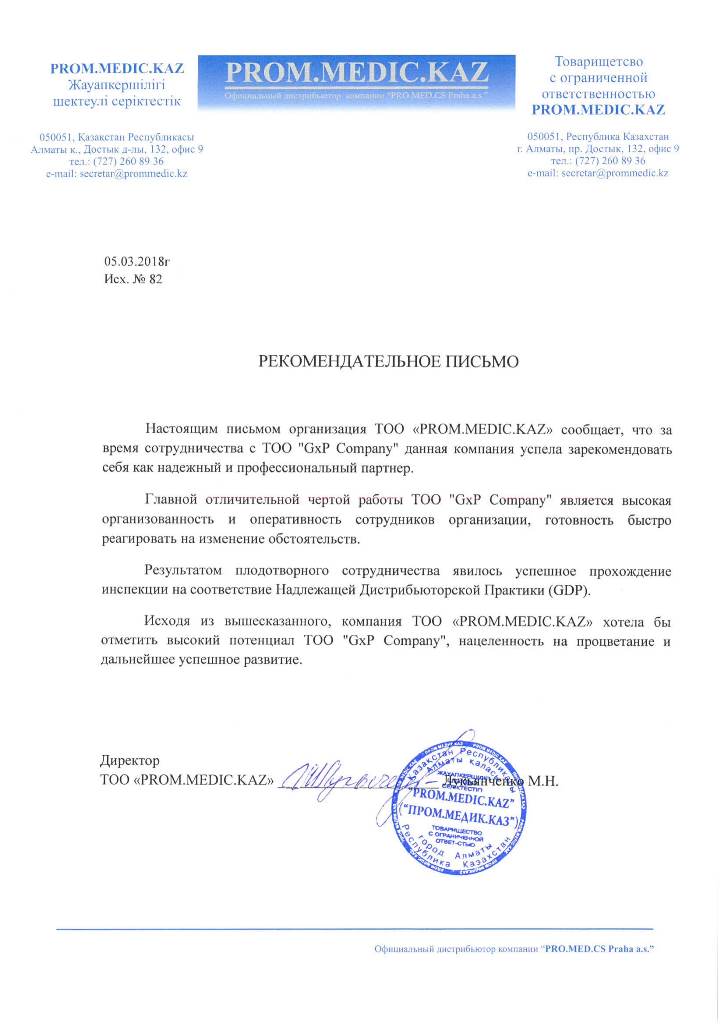 PROM.MEDIC.KAZ
Жауапкершілігі
шектеулі серіктестік
050051, Қазақстан Республикасы
Алматы к., Достык д-лы, 132, офис 9
тел.: (727) 260 89 36
e-mail: secretar@prommedic.kz
PROM.MEDIC.KAZ
Официальный дистрибьютор компании "PRO.MED.CS Praha a.s."
Товарищетсво
с ограниченной
ответственностью
PROM.MEDIC.KAZ
050051, Республика Казахстан
г. Алматы, пр. Достык, 132, офис 9
тел.: (727) 260 89 36
e-mail: secretar@prommedic.kz
05.03.2018г
Исх. № 82
РЕКОМЕНДАТЕЛЬНОЕ ПИСЬМО
Настоящим письмом организация ТОО «PROM.MEDIC.KAZ» сообщает, что за
время сотрудничества с ТОО "GxP Company" данная компания успела зарекомендовать
себя как надежный и профессиональный партнер.
Главной отличительной чертой работы ТОО "GxP Company" является высокая
организованность и оперативность сотрудников организации, готовность быстро
реагировать на изменение обстоятельств.
Результатом плодотворного сотрудничества явилось успешное прохождение
инспекции на соответствие Надлежащей Дистрибьюторской Практики (GDP).
Исходя из вышесказанного, компания ТОО «PROM.MEDIC.KAZ» хотела бы
отметить высокий потенциал ТОО "GxP Company", нацеленность на процветание и
дальнейшее успешное развитие.
Директор
ТОО «PROM.MEDIC.KAZ» Лукьянченко М.Н.
Қазақстан Республикасы
Алматы қаласы
"PROM.MEDIC.KAZ"
("ПРОМ.МЕДИК.КАЗ")
ТОВАРИЩЕСТВО
С ОГРАНИЧЕННОЙ
ОТВЕТ-СТЬЮ
город Алматы
Республика Казахстан
Официальный дистрибьютор компании "PRO.MED.CS Praha a.s."